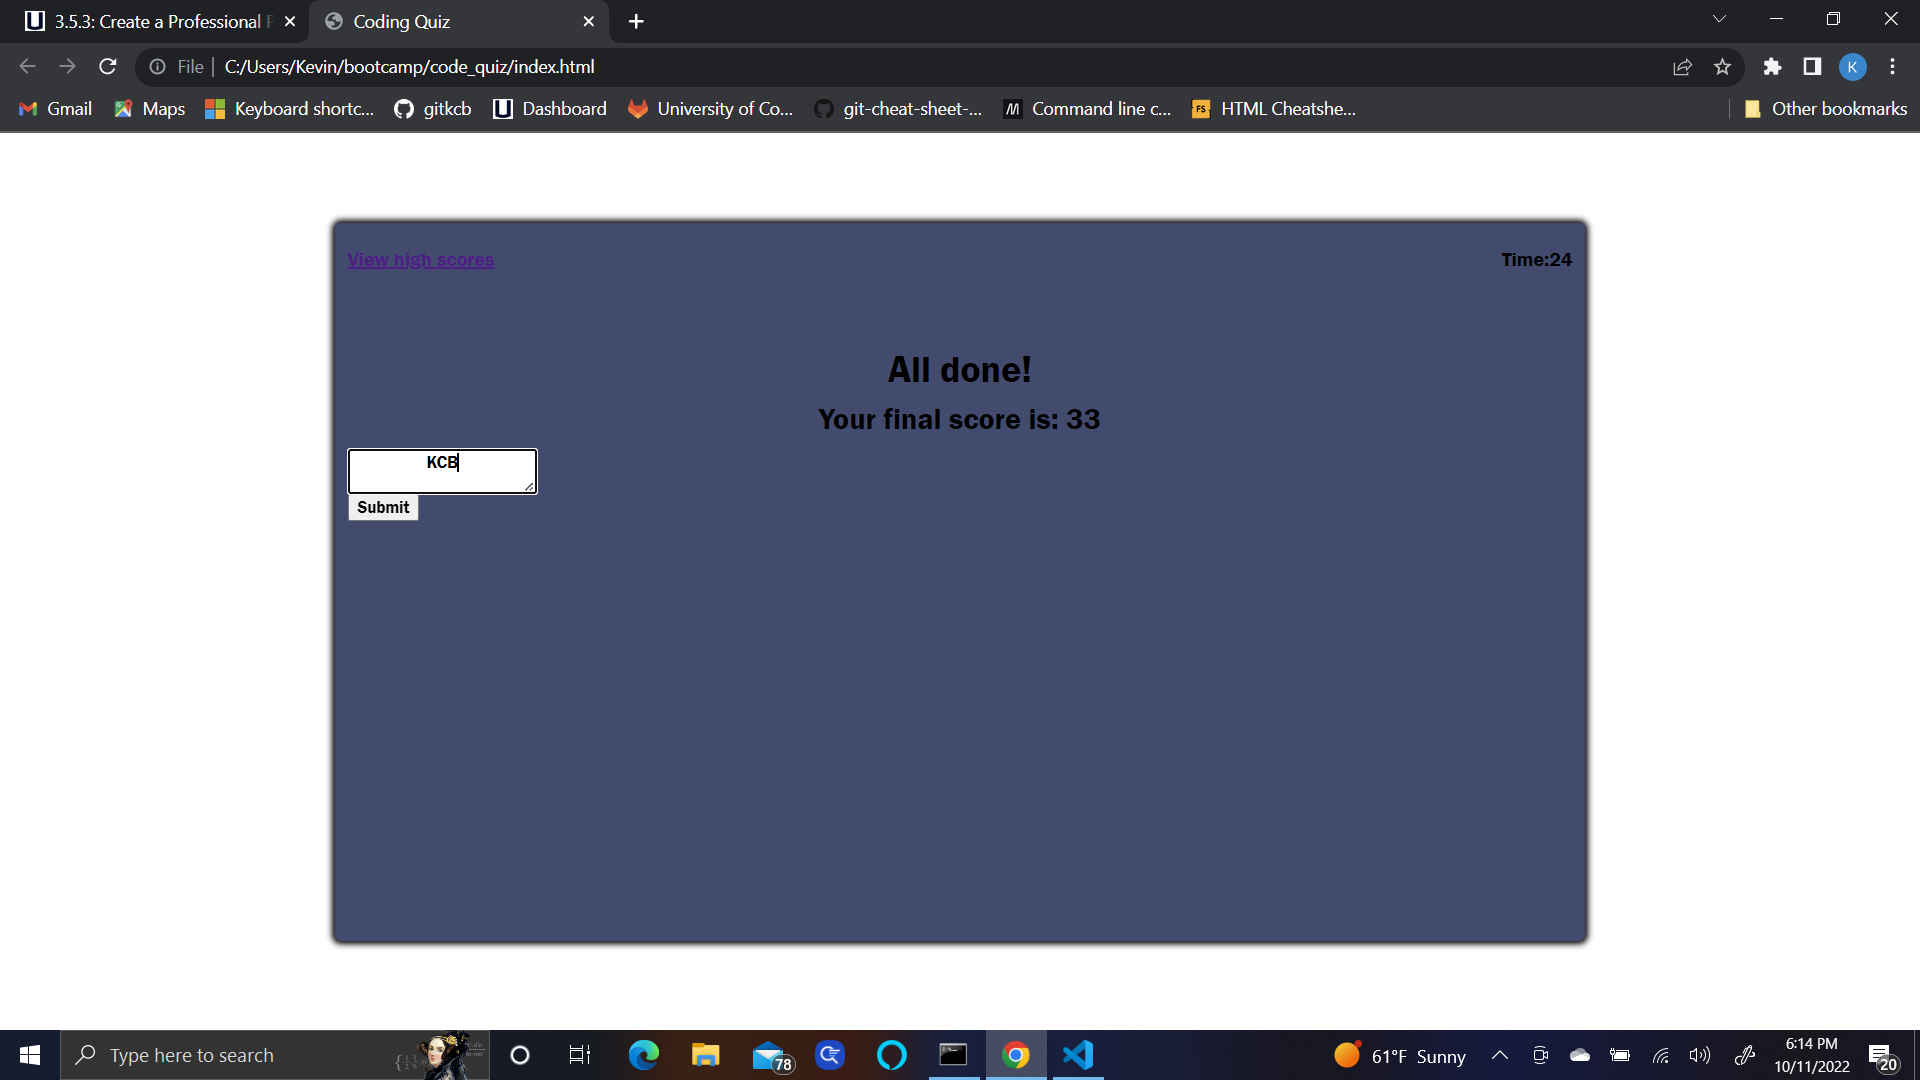 3.5.3: Create a Professional
Coding Quiz
File
C:/Users/Kevin/bootcamp/code_quiz/index.html
K
Gmail
Maps
Keyboard shortc...
gitkcb
Dashboard
University of Co...
git-cheat-sheet-...
Command line c...
FS
HTML Cheatshe...
Other bookmarks
View high scores
Time:24
All done!
Your final score is: 33
KCB
Submit
Type here to search
78
61°F Sunny
6:14 PM
10/11/2022
20